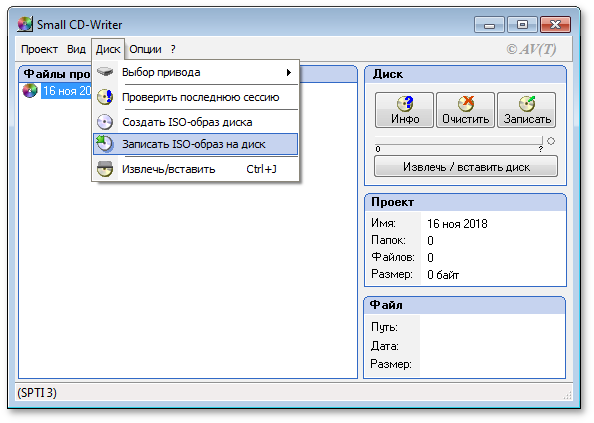 Small CD-Writer
Проект Вид Диск Опции ?
© AV(T)
Файлы про
16 ноя 20
Выбор привода
Проверить последнюю сессию
Создать ISO-образ диска
Записать ISO-образ на диск
Извлечь/вставить Ctrl+J
Диск
Инфо Очистить Записать
0 ?
Извлечь / вставить диск
Проект
Имя: 16 ноя 2018
Папок: 0
Файлов: 0
Размер: 0 байт
Файл
Путь:
Дата:
Размер:
(SPTI 3)